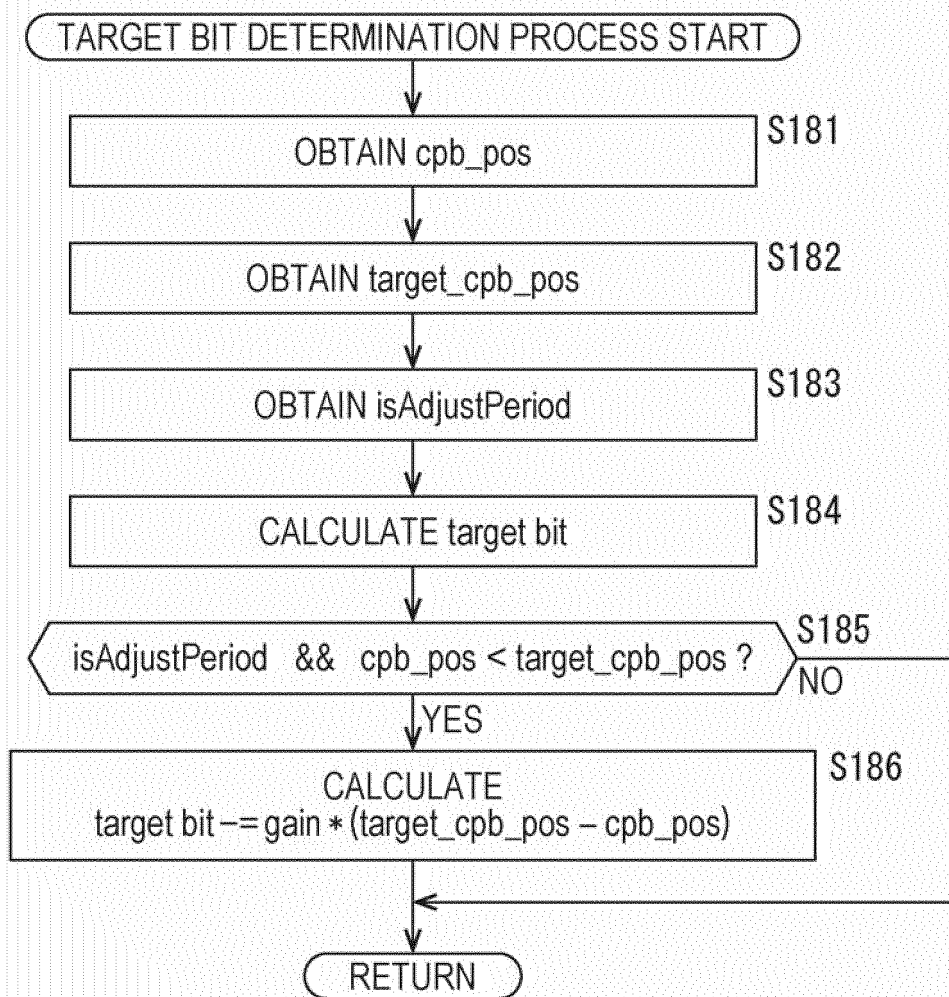 TARGET BIT DETERMINATION PROCESS START
OBTAIN cpb_pos
S181
OBTAIN target_cpb_pos
S182
OBTAIN isAdjustPeriod
S183
CALCULATE target bit
S184
isAdjustPeriod && cpb_pos < target_cpb_pos ?
S185
NO
YES
CALCULATE
S186
target bit −= gain * (target_cpb_pos − cpb_pos)
RETURN